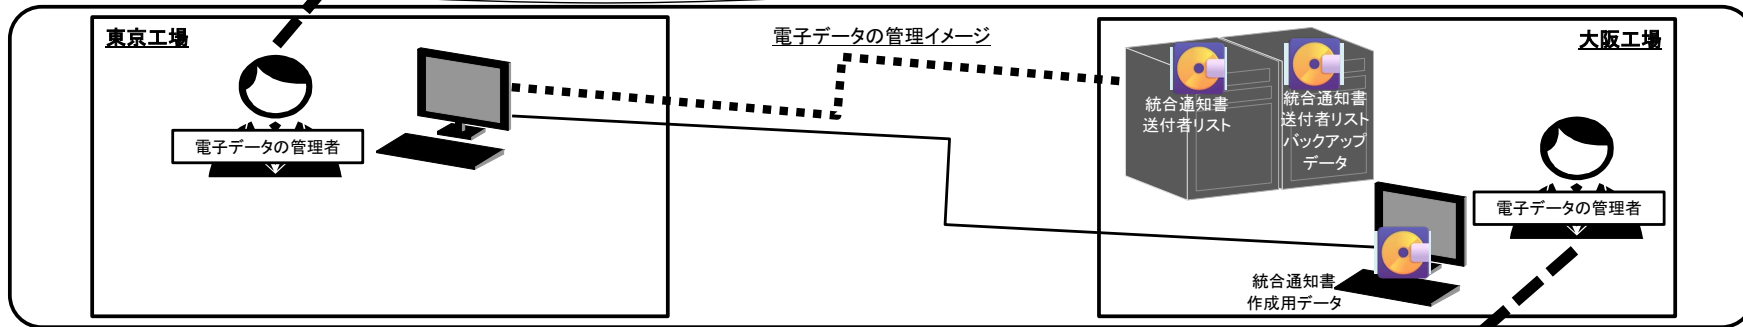 東京工場
電子データの管理者
電子データの管理イメージ
大阪工場
統合通知書
送付者リスト
統合通知書
送付者リスト
バックアップ
データ
電子データの管理者
統合通知書
作成用データ